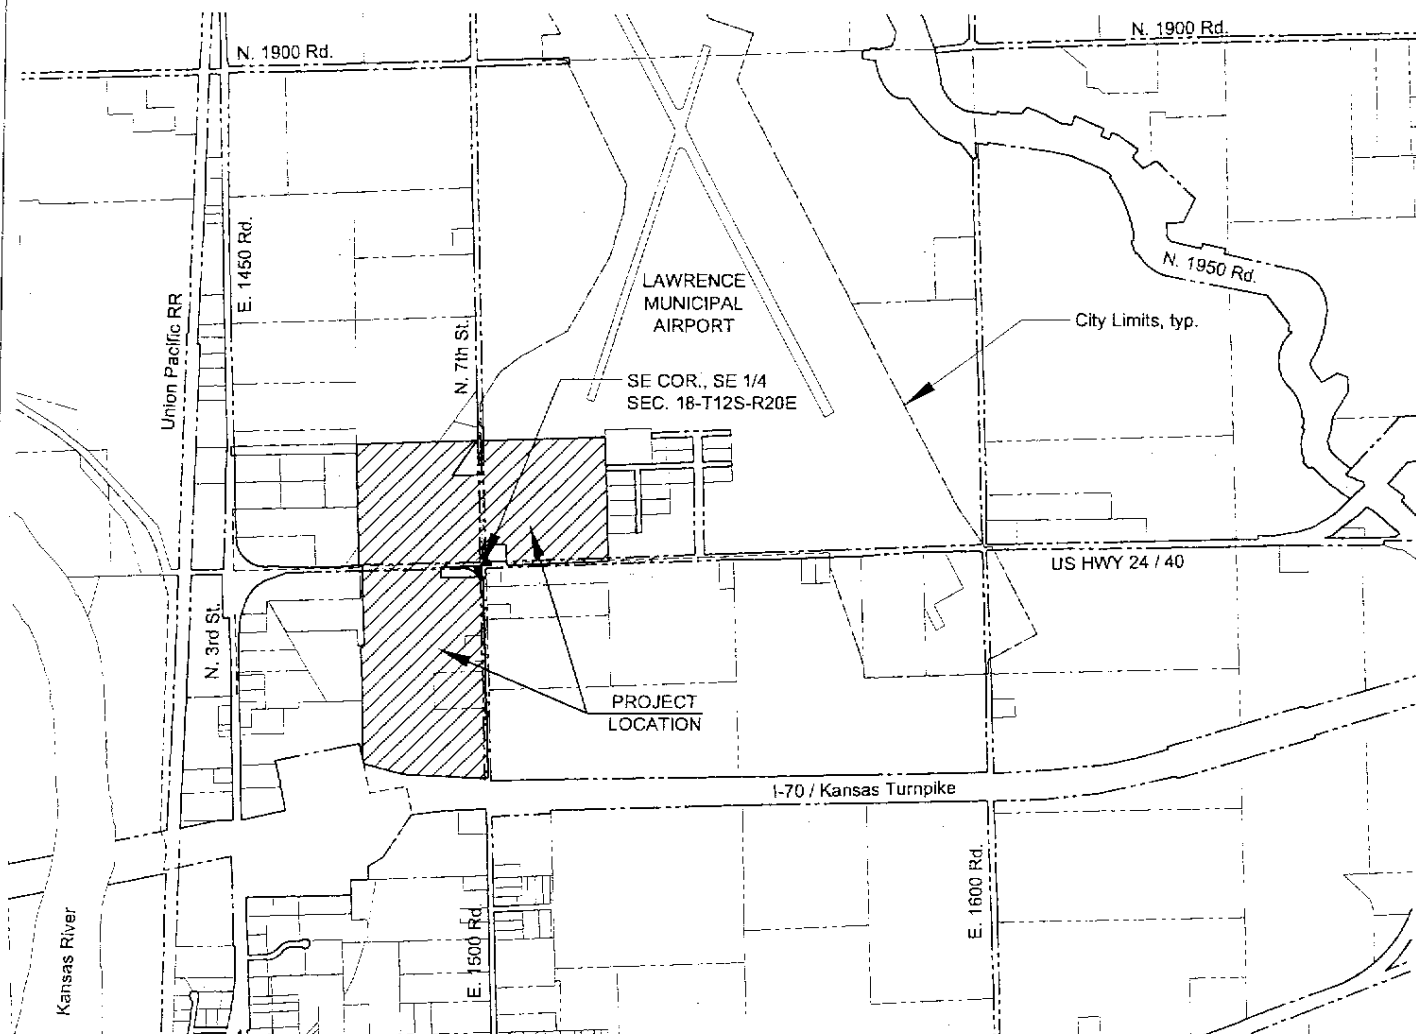 N. 1900 Rd.
N. 1900 Rd.
E. 1450 Rd.
Union Pacific RR
N. 7th St.
LAWRENCE
MUNICIPAL
AIRPORT
N. 1950 Rd.
City Limits, typ.
SE COR., SE 1/4
SEC. 18-T12S-R20E
US HWY 24 / 40
N. 3rd St.
PROJECT
LOCATION
I-70 / Kansas Turnpike
E. 1600 Rd.
E. 1500 Rd.
Kansas River